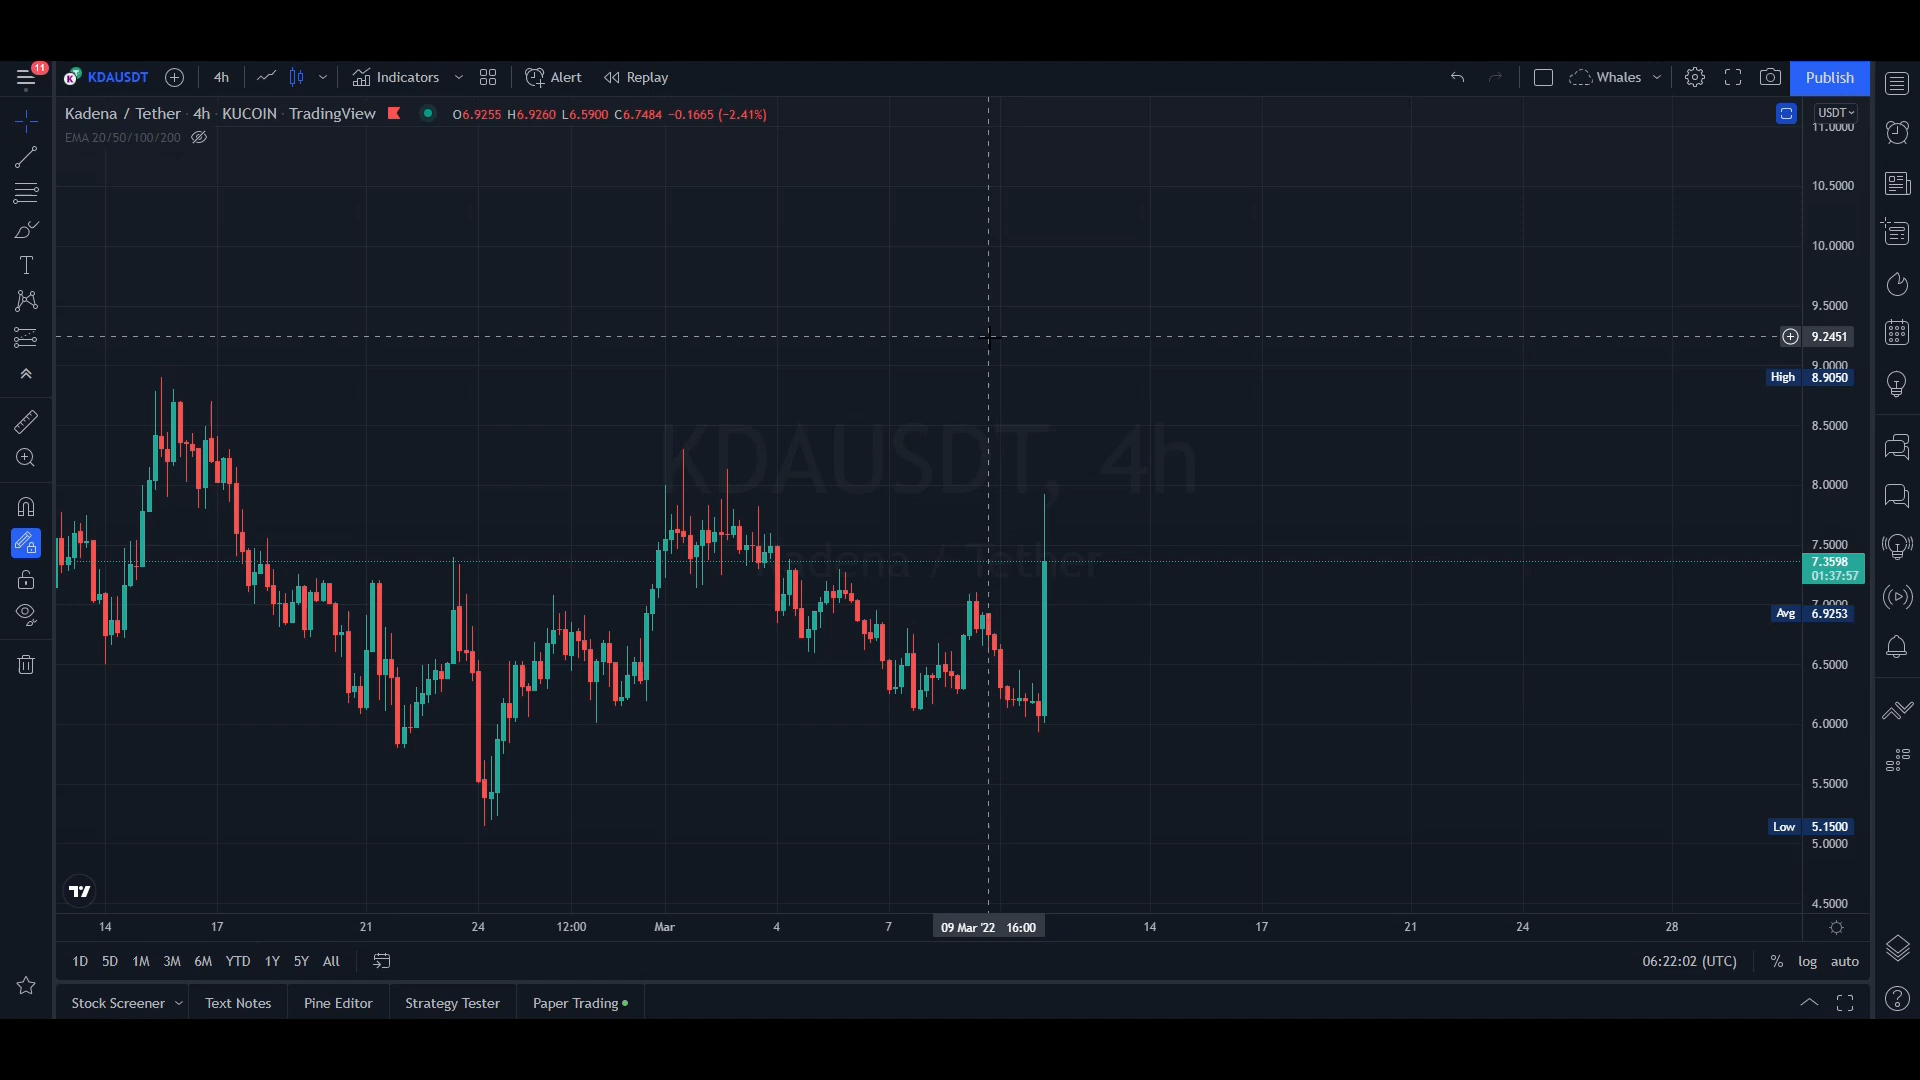 11
KDAUSDT 4h Indicators Alert Replay Whales Publish
Kadena / Tether · 4h · KUCOIN · TradingView O6.9255 H6.9260 L6.5900 C6.7484 −0.1665 (−2.41%) USDT
EMA 20/50/100/200
11.0000
10.5000
10.0000
9.5000
9.2451
9.0000
High 8.9050
8.5000
KDAUSDT, 4h
8.0000
7.5000
Kadena / Tether
7.3598
01:37:57
7.0000
Avg 6.9253
6.5000
6.0000
5.5000
Low 5.1500
5.0000
4.5000
14 17 21 24 12:00 Mar 4 7 09 Mar '22 16:00 14 17 21 24 28
1D 5D 1M 3M 6M YTD 1Y 5Y All 06:22:02 (UTC) % log auto
Stock Screener Text Notes Pine Editor Strategy Tester Paper Trading